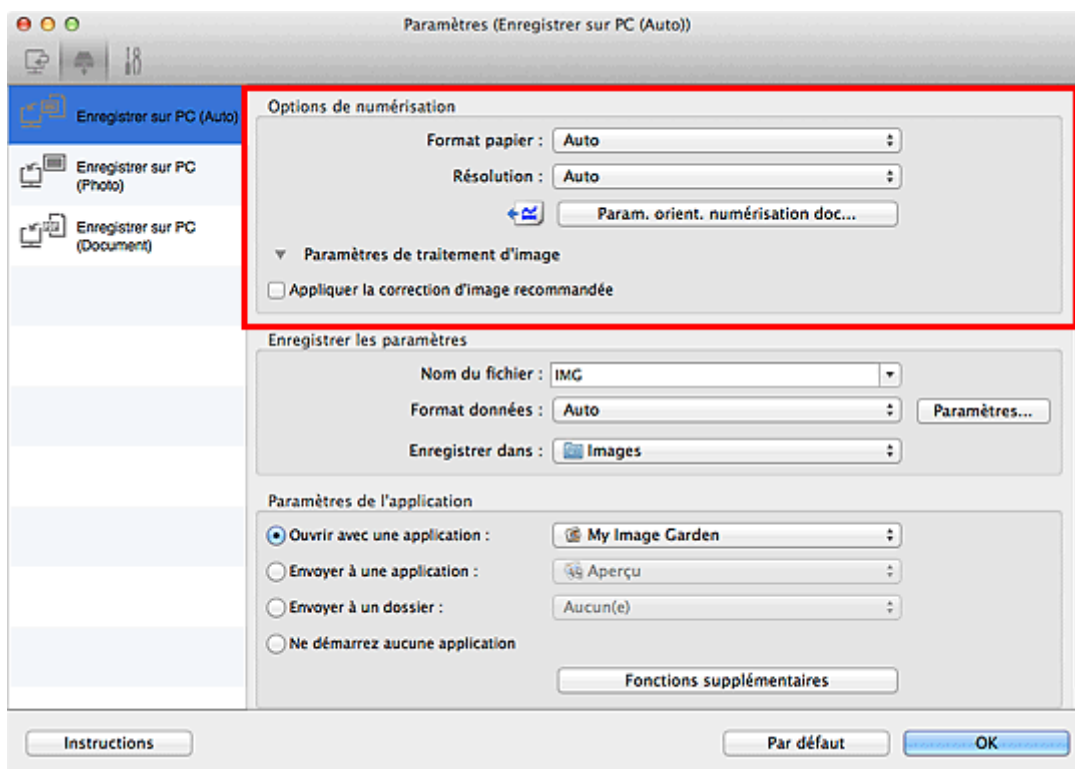 Paramètres (Enregistrer sur PC (Auto))
Enregistrer sur PC (Auto)
Enregistrer sur PC
(Photo)
Enregistrer sur PC
(Document)
Options de numérisation
Format papier : Auto
Résolution : Auto
Param. orient. numérisation doc...
Paramètres de traitement d'image
Appliquer la correction d'image recommandée
Enregistrer les paramètres
Nom du fichier : IMG
Format données : Auto Paramètres...
Enregistrer dans : Images
Paramètres de l'application
Ouvrir avec une application : My Image Garden
Envoyer à une application : Aperçu
Envoyer à un dossier : Aucun(e)
Ne démarrez aucune application
Fonctions supplémentaires
Instructions Par défaut OK